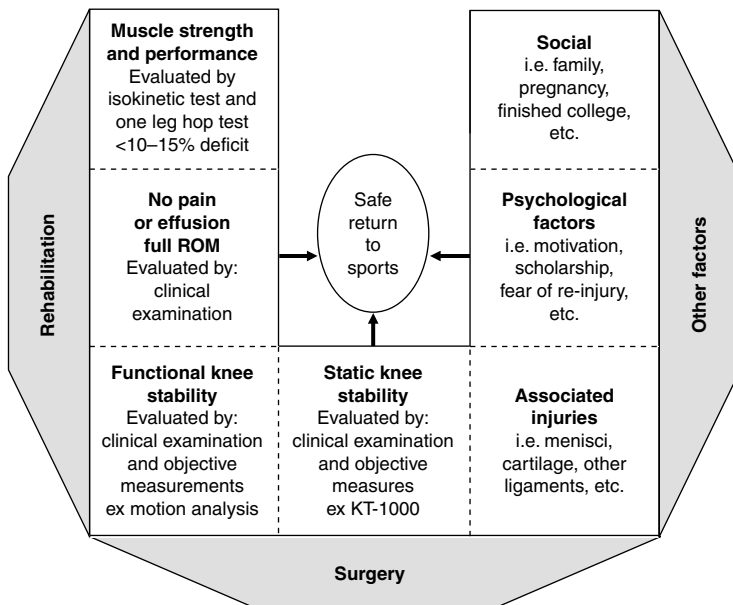 Muscle strength
and performance
Evaluated by
isokinetic test and
one leg hop test
<10–15% deficit
Social
i.e. family,
pregnancy,
finished college,
etc.
Rehabilitation
No pain
or effusion
full ROM
Evaluated by:
clinical
examination
Safe
return
to
sports
Psychological
factors
i.e. motivation,
scholarship,
fear of re-injury,
etc.
Other factors
Functional knee
stability
Evaluated by:
clinical examination
and objective
measurements
ex motion analysis
Static knee
stability
Evaluated by:
clinical examination
and objective
measures
ex KT-1000
Associated
injuries
i.e. menisci,
cartilage, other
ligaments, etc.
Surgery